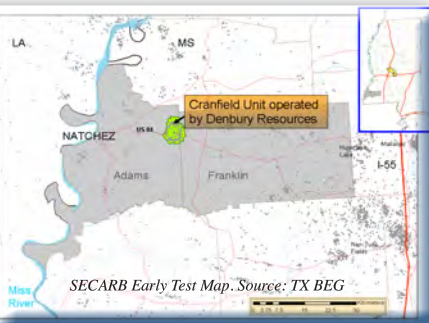 LA
MS
Cranfield Unit operated
by Denbury Resources
NATCHEZ
US 84
I-55
Adams
Franklin
Miss
River
SECARB Early Test Map. Source: TX BEG